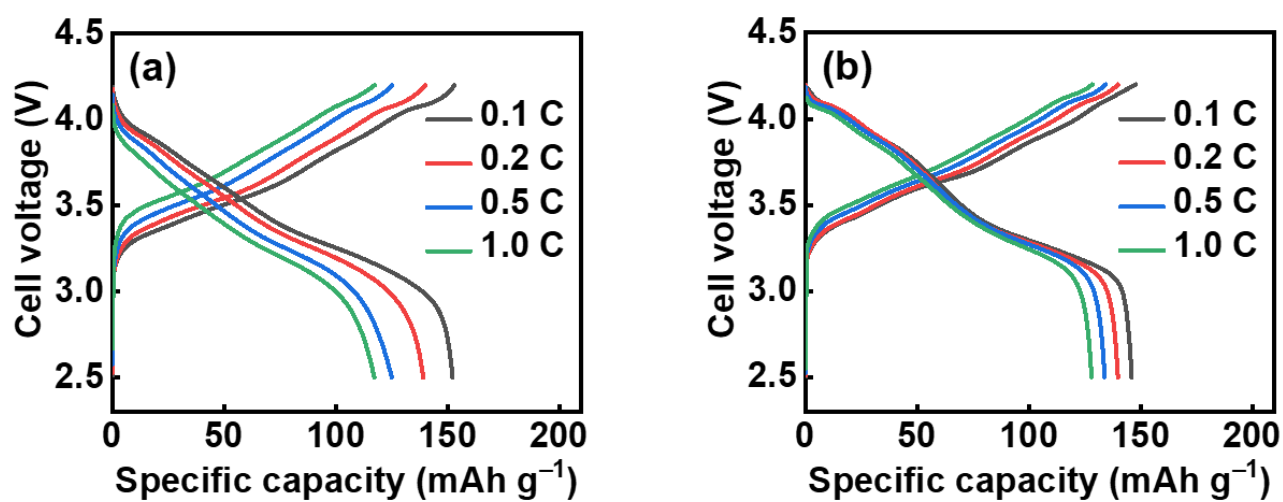 (a)
4.5
4.0
3.5
3.0
2.5
Cell voltage (V)
0.1 C
0.2 C
0.5 C
1.0 C
0 50 100 150 200
Specific capacity (mAh g⁻¹)
(b)
4.5
4.0
3.5
3.0
2.5
Cell voltage (V)
0.1 C
0.2 C
0.5 C
1.0 C
0 50 100 150 200
Specific capacity (mAh g⁻¹)